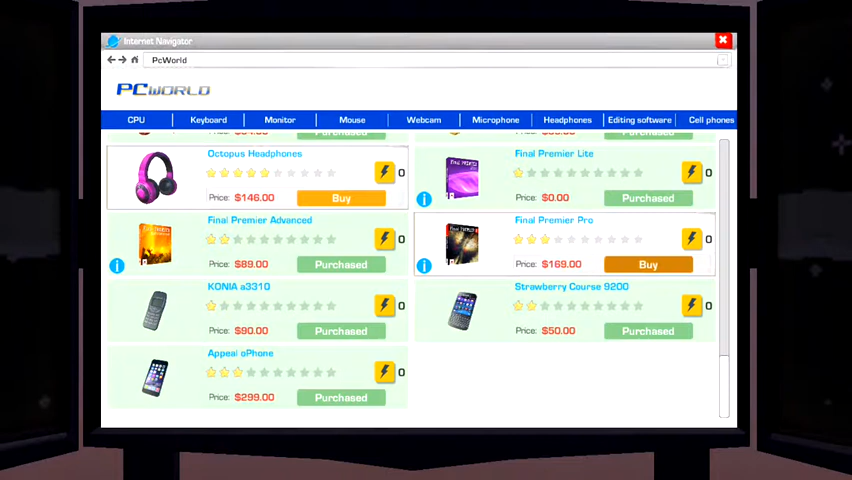 Internet Navigator
PcWorld
PCWORLD
CPU Keyboard Monitor Mouse Webcam Microphone Headphones Editing software Cell phones
Purchased Purchased
Octopus Headphones
0
Price: $146.00 Buy
Final Premier Lite
0
Price: $0.00 Purchased
Final Premier Advanced
0
Price: $89.00 Purchased
Final Premier Pro
0
Price: $169.00 Buy
KONIA a3310
0
Price: $90.00 Purchased
Strawberry Course 9200
0
Price: $50.00 Purchased
Appeal oPhone
0
Price: $299.00 Purchased